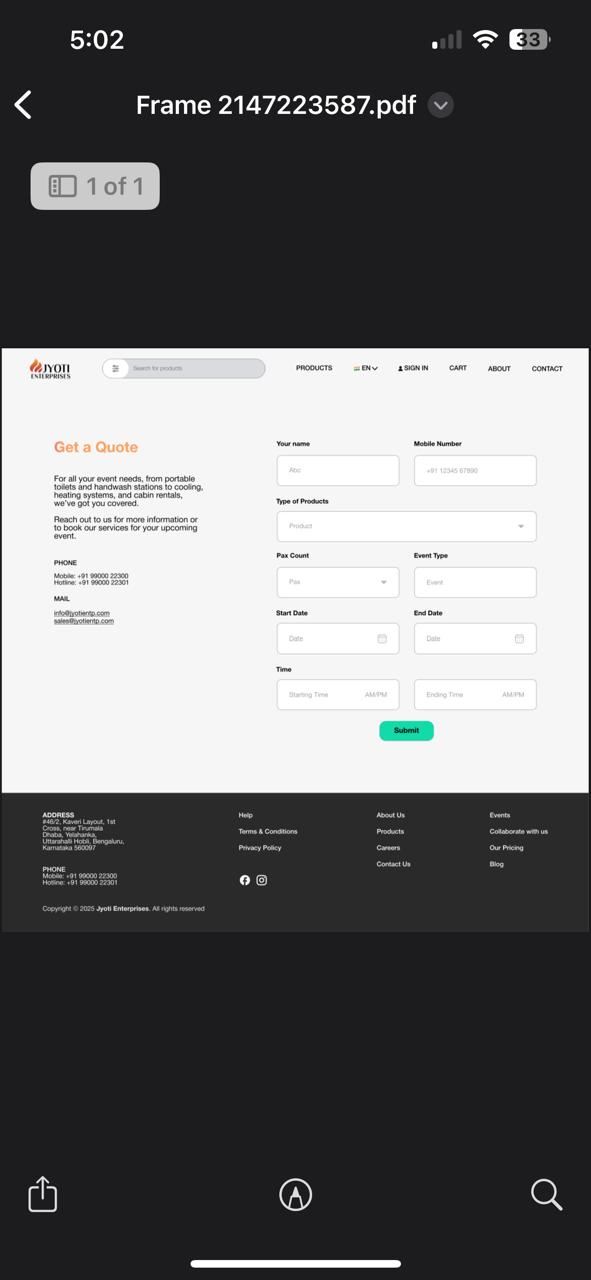 5:02
33
Frame 2147223587.pdf
1 of 1
JYOTI
ENTERPRISES
Search for products
PRODUCTS
EN
SIGN IN
CART
ABOUT
CONTACT
Get a Quote
For all your event needs, from portable
toilets and handwash stations to cooling,
heating systems, and cabin rentals,
we've got you covered.
Reach out to us for more information or
to book our services for your upcoming
event.
PHONE
Mobile: +91 99000 22300
Hotline: +91 99000 22301
MAIL
info@jyotientp.com
sales@jyotientp.com
Your name
Mobile Number
Abc
+91 12345 67890
Type of Products
Product
Pax Count
Event Type
Pax
Event
Start Date
End Date
Date
Date
Time
Starting Time AM/PM
Ending Time AM/PM
Submit
ADDRESS
#46/2, Kaveri Layout, 1st
Cross, near Tirumala
Dhaba, Yelahanka,
Uttarahalli Hobli, Bengaluru,
Karnataka 560097
PHONE
Mobile: +91 99000 22300
Hotline: +91 99000 22301
Help
Terms & Conditions
Privacy Policy
About Us
Products
Careers
Contact Us
Events
Collaborate with us
Our Pricing
Blog
Copyright © 2025 Jyoti Enterprises. All rights reserved